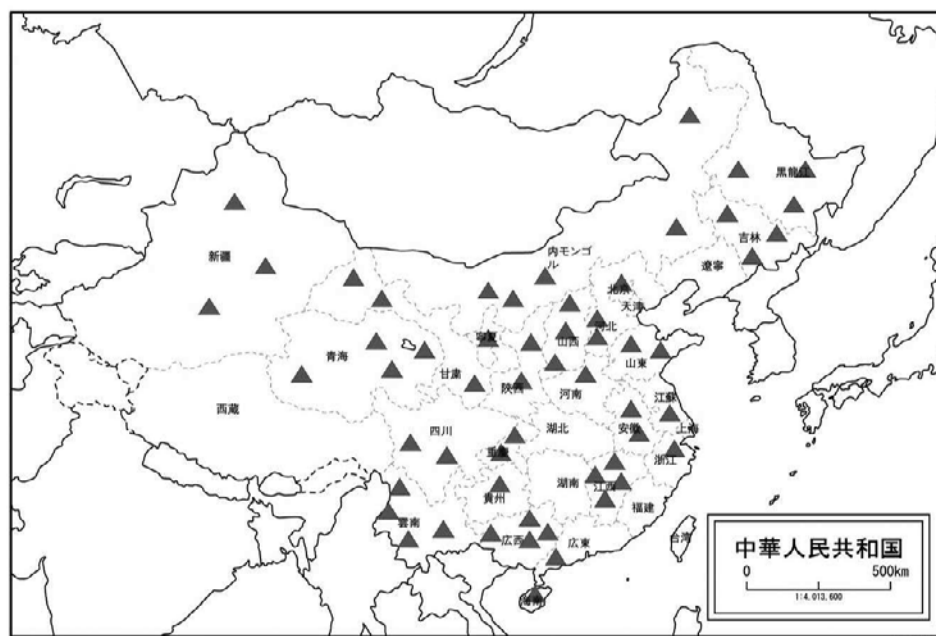 黒龍江
吉林
内モンゴ
ル
新疆
遼寧
北京
天津
河北
寧夏
山西
青海
山東
甘粛
陝西
河南
西蔵
江蘇
四川
湖北
安徽
上海
重慶
浙江
湖南
江西
貴州
福建
雲南
広西
広東
台湾
海南
中華人民共和国
0 500km
1:4,013,600